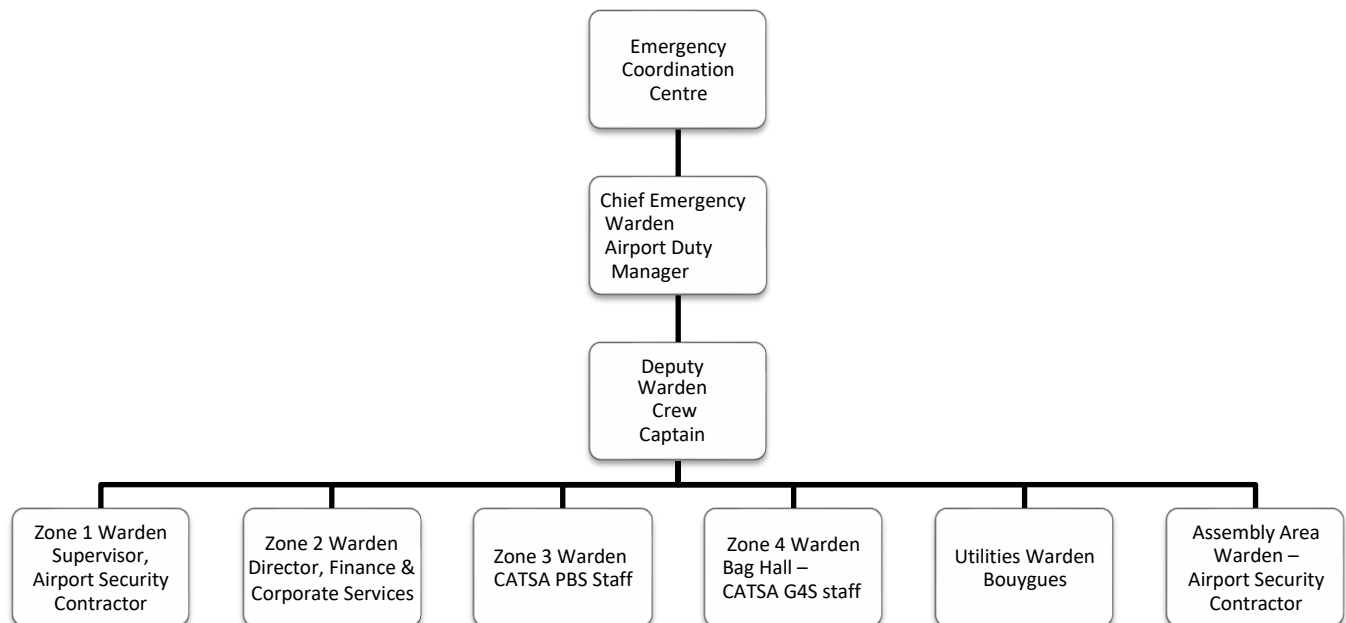 Emergency
Coordination
Centre
Chief Emergency
Warden
Airport Duty
Manager
Deputy
Warden
Crew
Captain
Zone 1 Warden
Supervisor,
Airport Security
Contractor
Zone 2 Warden
Director, Finance &
Corporate Services
Zone 3 Warden
CATSA PBS Staff
Zone 4 Warden
Bag Hall –
CATSA G4S staff
Utilities Warden
Bouygues
Assembly Area
Warden –
Airport Security
Contractor